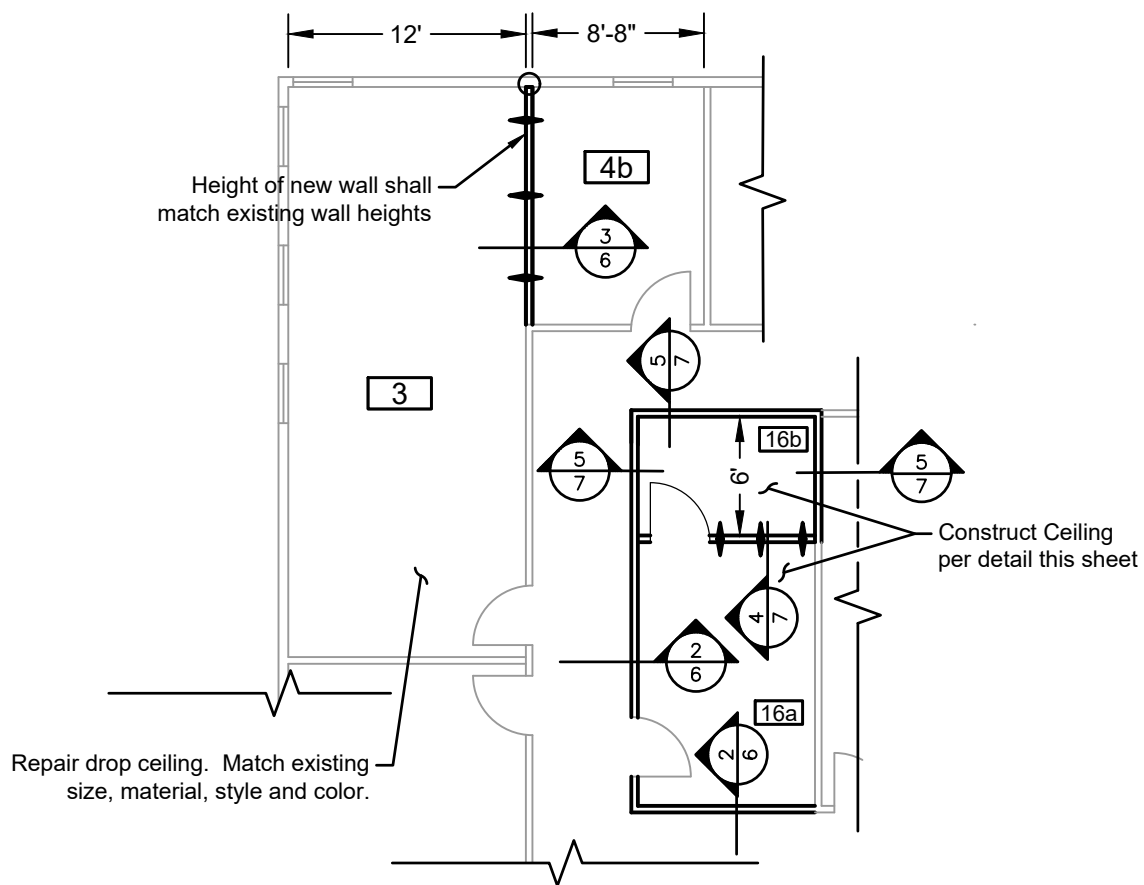 12'
8'-8"
4b
Height of new wall shall
match existing wall heights
3
6
5
7
3
16b
5
7
6'
5
7
Construct Ceiling
per detail this sheet
4
7
2
6
16a
2
6
Repair drop ceiling.  Match existing
size, material, style and color.